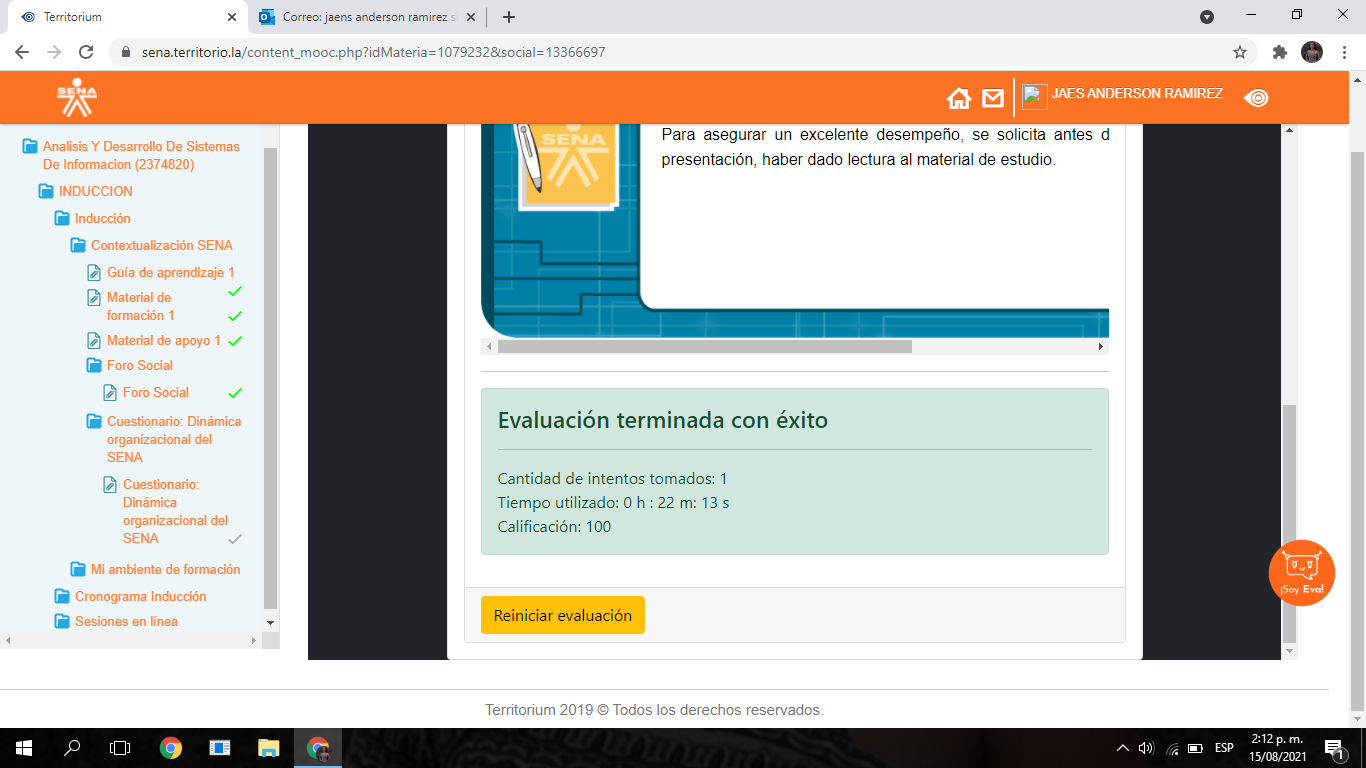 Territorium
Correo: jaens anderson ramirez s
sena.territorio.la/content_mooc.php?idMateria=1079232&social=13366697
SENA
JAES ANDERSON RAMIREZ
Analisis Y Desarrollo De Sistemas
De Informacion (2374820)
INDUCCION
Inducción
Contextualización SENA
Guía de aprendizaje 1
Material de
formación 1
Material de apoyo 1
Foro Social
Foro Social
Cuestionario: Dinámica
organizacional del
SENA
Cuestionario:
Dinámica
organizacional del
SENA
Mi ambiente de formación
Cronograma Inducción
Sesiones en línea
SENA
Para asegurar un excelente desempeño, se solicita antes d
presentación, haber dado lectura al material de estudio.
Evaluación terminada con éxito
Cantidad de intentos tomados: 1
Tiempo utilizado: 0 h : 22 m: 13 s
Calificación: 100
Reiniciar evaluación
¡Soy Eva!
Territorium 2019 © Todos los derechos reservados.
ESP
2:12 p. m.
15/08/2021
1